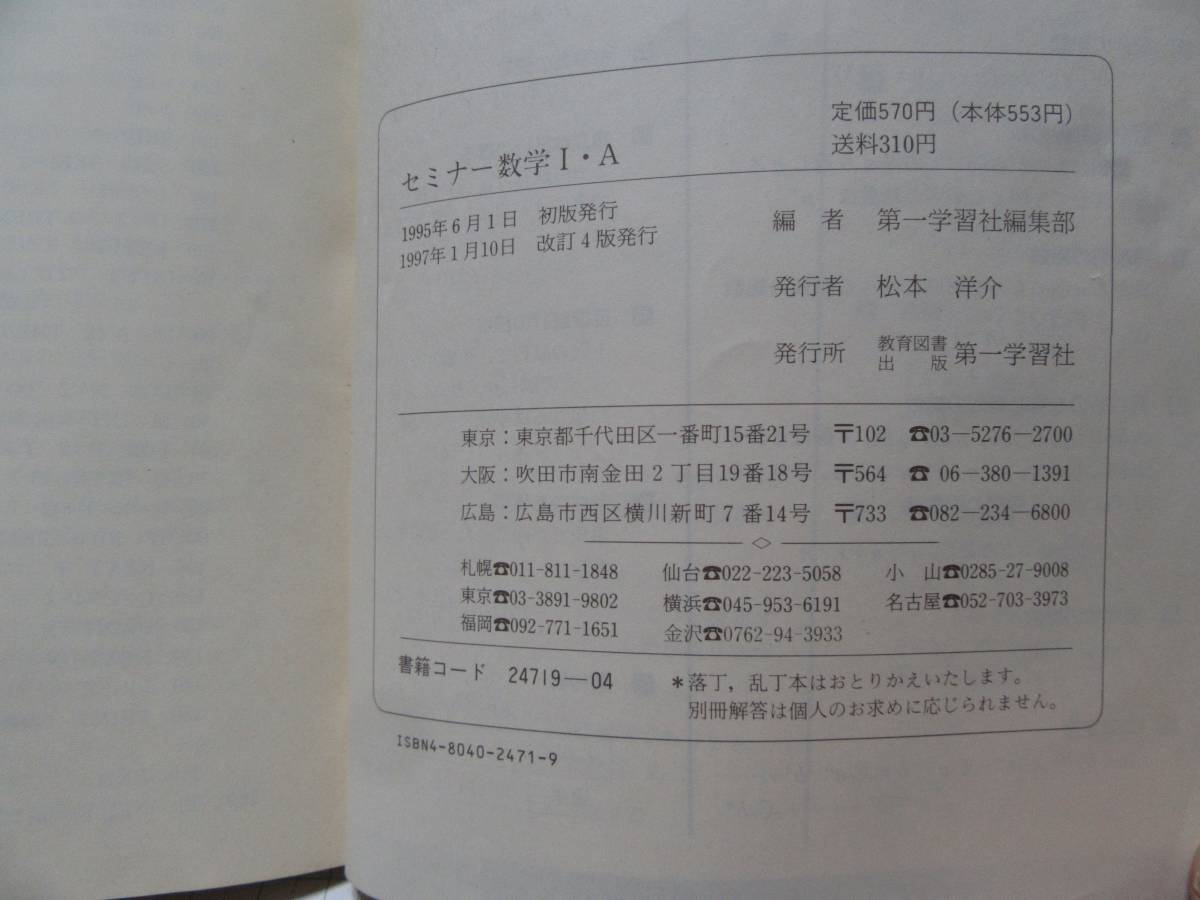 定価570円（本体553円）
送料310円
セミナー数学Ⅰ・A
1995年6月1日 初版発行
1997年1月10日 改訂4版発行
編 者 第一学習社編集部
発行者 松本 洋介
発行所 教育図書出版 第一学習社
東京：東京都千代田区一番町15番21号 〒102 ☎03―5276―2700
大阪：吹田市南金田2丁目19番18号 〒564 ☎06―380―1391
広島：広島市西区横川新町7番14号 〒733 ☎082―234―6800
札幌☎011-811-1848 仙台☎022-223-5058 小 山☎0285-27-9008
東京☎03-3891-9802 横浜☎045-953-6191 名古屋☎052-703-3973
福岡☎092-771-1651 金沢☎0762-94-3933
書籍コード 24719―04
＊落丁，乱丁本はおとりかえいたします。
別冊解答は個人のお求めに応じられません。
ISBN4-8040-2471-9